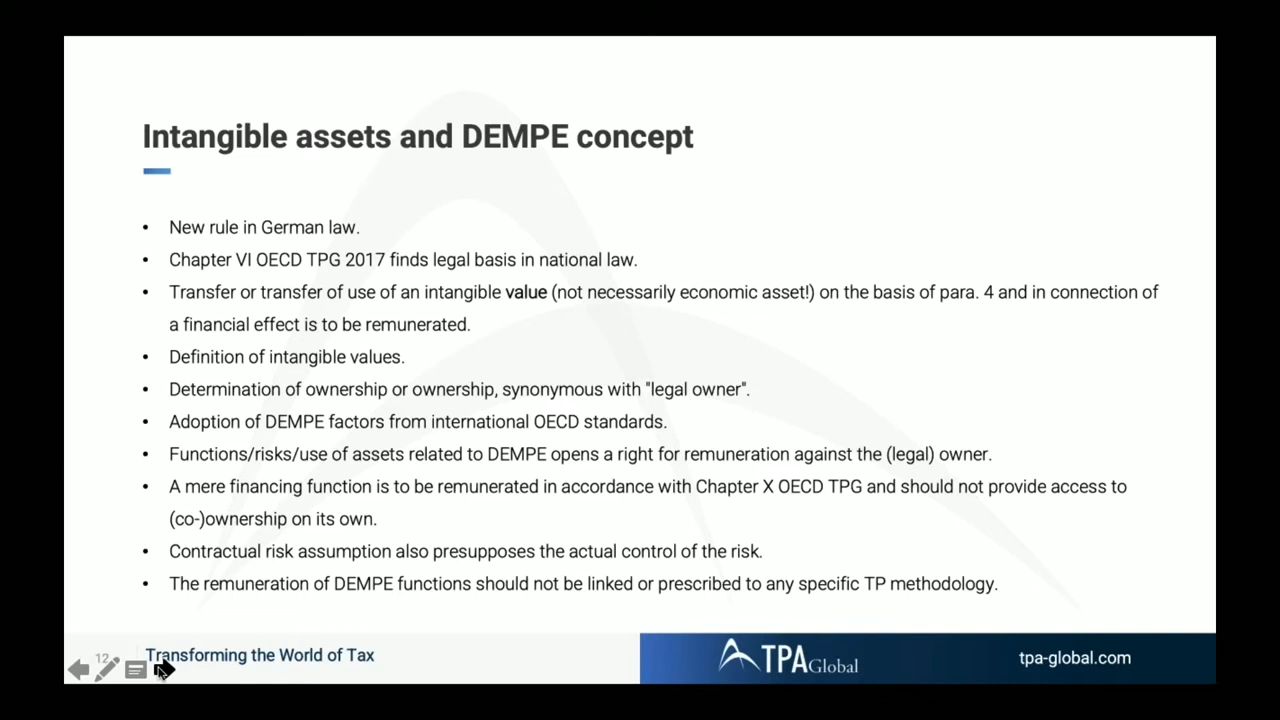 Intangible assets and DEMPE concept
• New rule in German law.
• Chapter VI OECD TPG 2017 finds legal basis in national law.
• Transfer or transfer of use of an intangible value (not necessarily economic asset!) on the basis of para. 4 and in connection of
a financial effect is to be remunerated.
• Definition of intangible values.
• Determination of ownership or ownership, synonymous with "legal owner".
• Adoption of DEMPE factors from international OECD standards.
• Functions/risks/use of assets related to DEMPE opens a right for remuneration against the (legal) owner.
• A mere financing function is to be remunerated in accordance with Chapter X OECD TPG and should not provide access to
(co-)ownership on its own.
• Contractual risk assumption also presupposes the actual control of the risk.
• The remuneration of DEMPE functions should not be linked or prescribed to any specific TP methodology.
12
Transforming the World of Tax
TPA Global
tpa-global.com